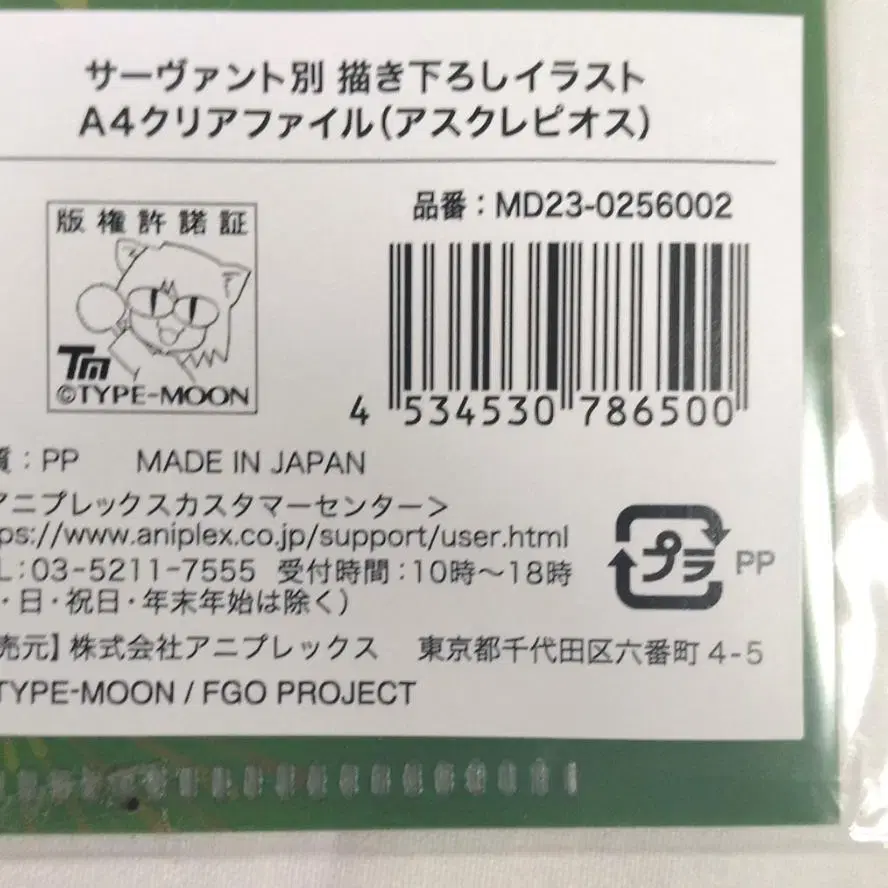 サーヴァント別 描き下ろしイラスト
A4クリアファイル(アスクレピオス)
版権許諾証
TM
©TYPE-MOON
品番：MD23-0256002
4 534530 786500
質：PP MADE IN JAPAN
アニプレックスカスタマーセンター>
ps://www.aniplex.co.jp/support/user.html
L:03-5211-7555 受付時間：10時〜18時
・日・祝日・年末年始は除く)
プラ PP
売元】株式会社アニプレックス 東京都千代田区六番町 4-5
TYPE-MOON / FGO PROJECT